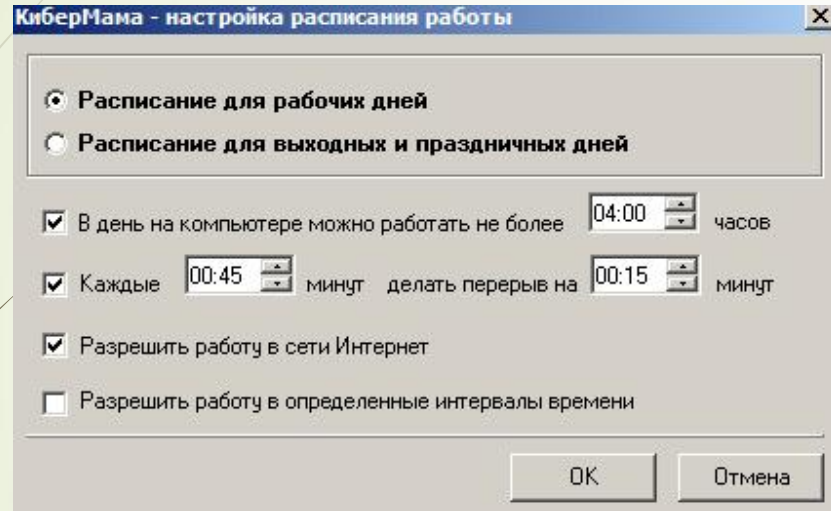 КиберМама - настройка расписания работы
Расписание для рабочих дней
Расписание для выходных и праздничных дней
В день на компьютере можно работать не более 04:00 часов
Каждые 00:45 минут делать перерыв на 00:15 минут
Разрешить работу в сети Интернет
Разрешить работу в определенные интервалы времени
OK Отмена